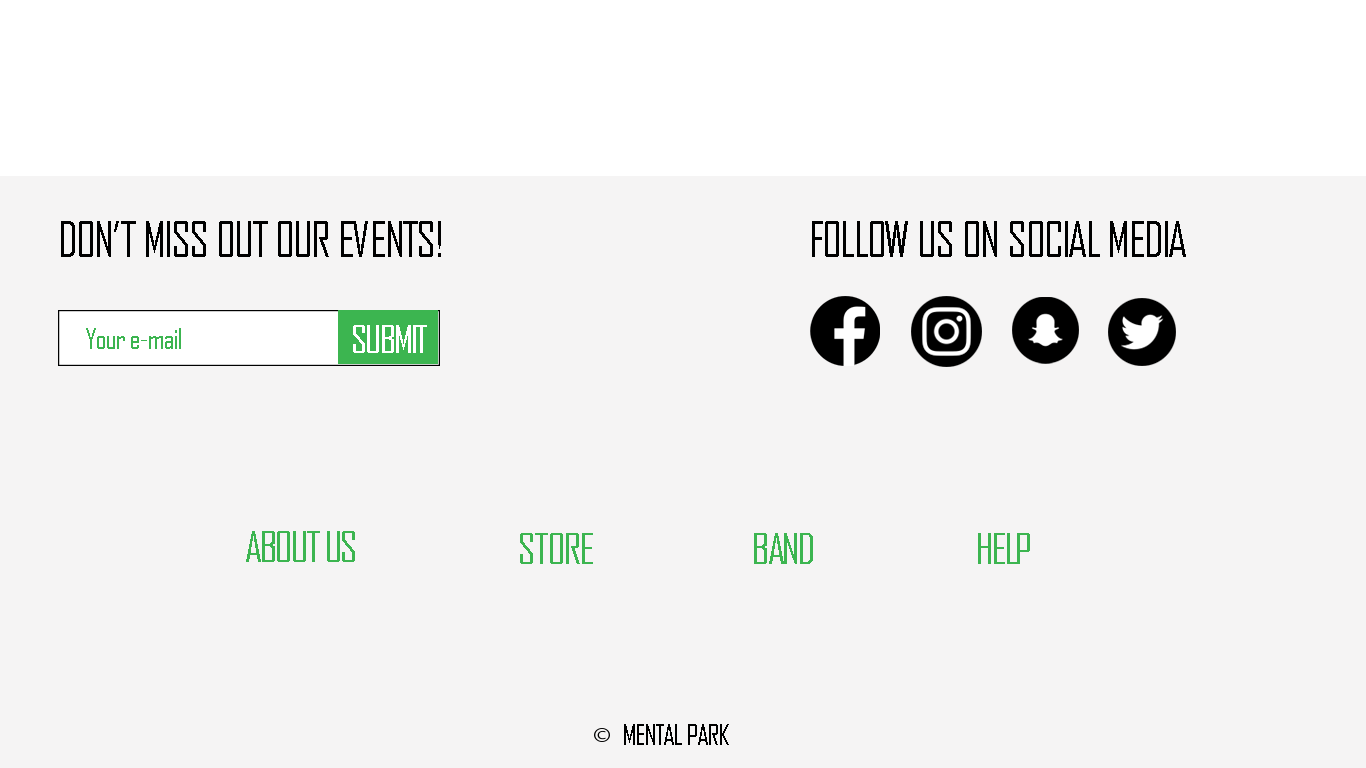 DON'T MISS OUT OUR EVENTS!
FOLLOW US ON SOCIAL MEDIA
Your e-mail
SUBMIT
ABOUT US
STORE
BAND
HELP
© MENTAL PARK